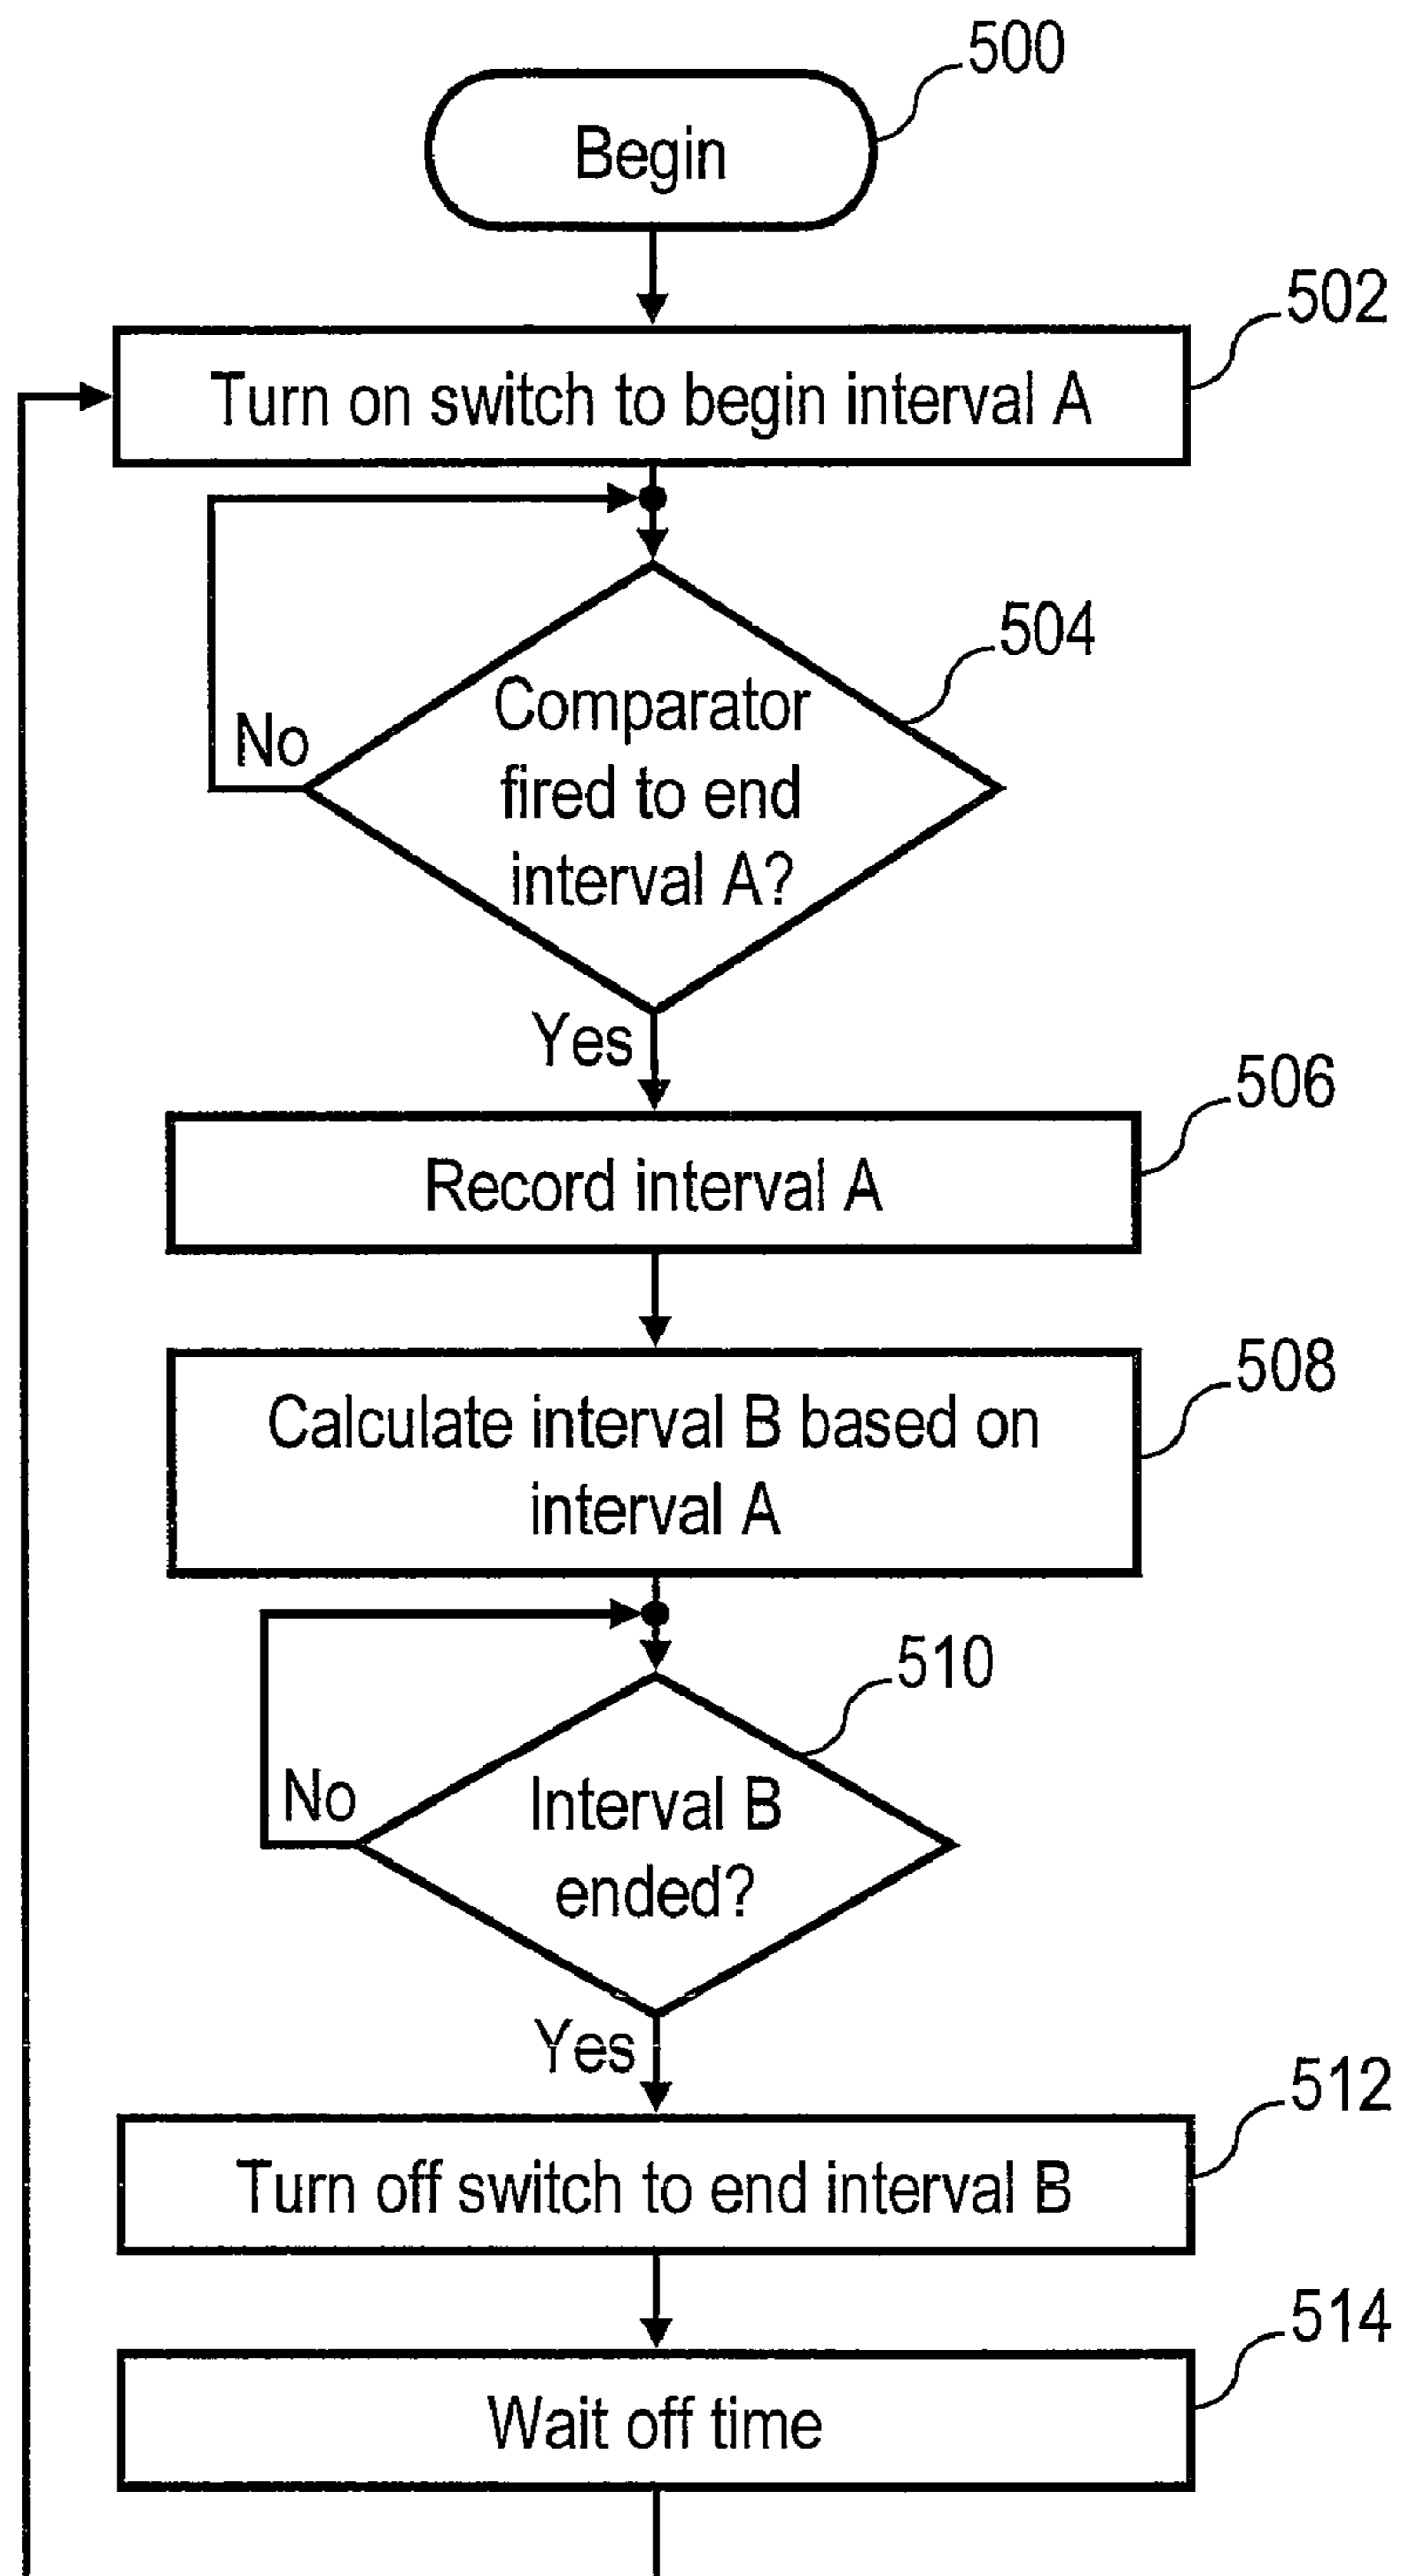 500
Begin
502
Turn on switch to begin interval A
504
Comparator
fired to end
interval A?
No
Yes
506
Record interval A
508
Calculate interval B based on
interval A
510
Interval B
ended?
No
Yes
512
Turn off switch to end interval B
514
Wait off time